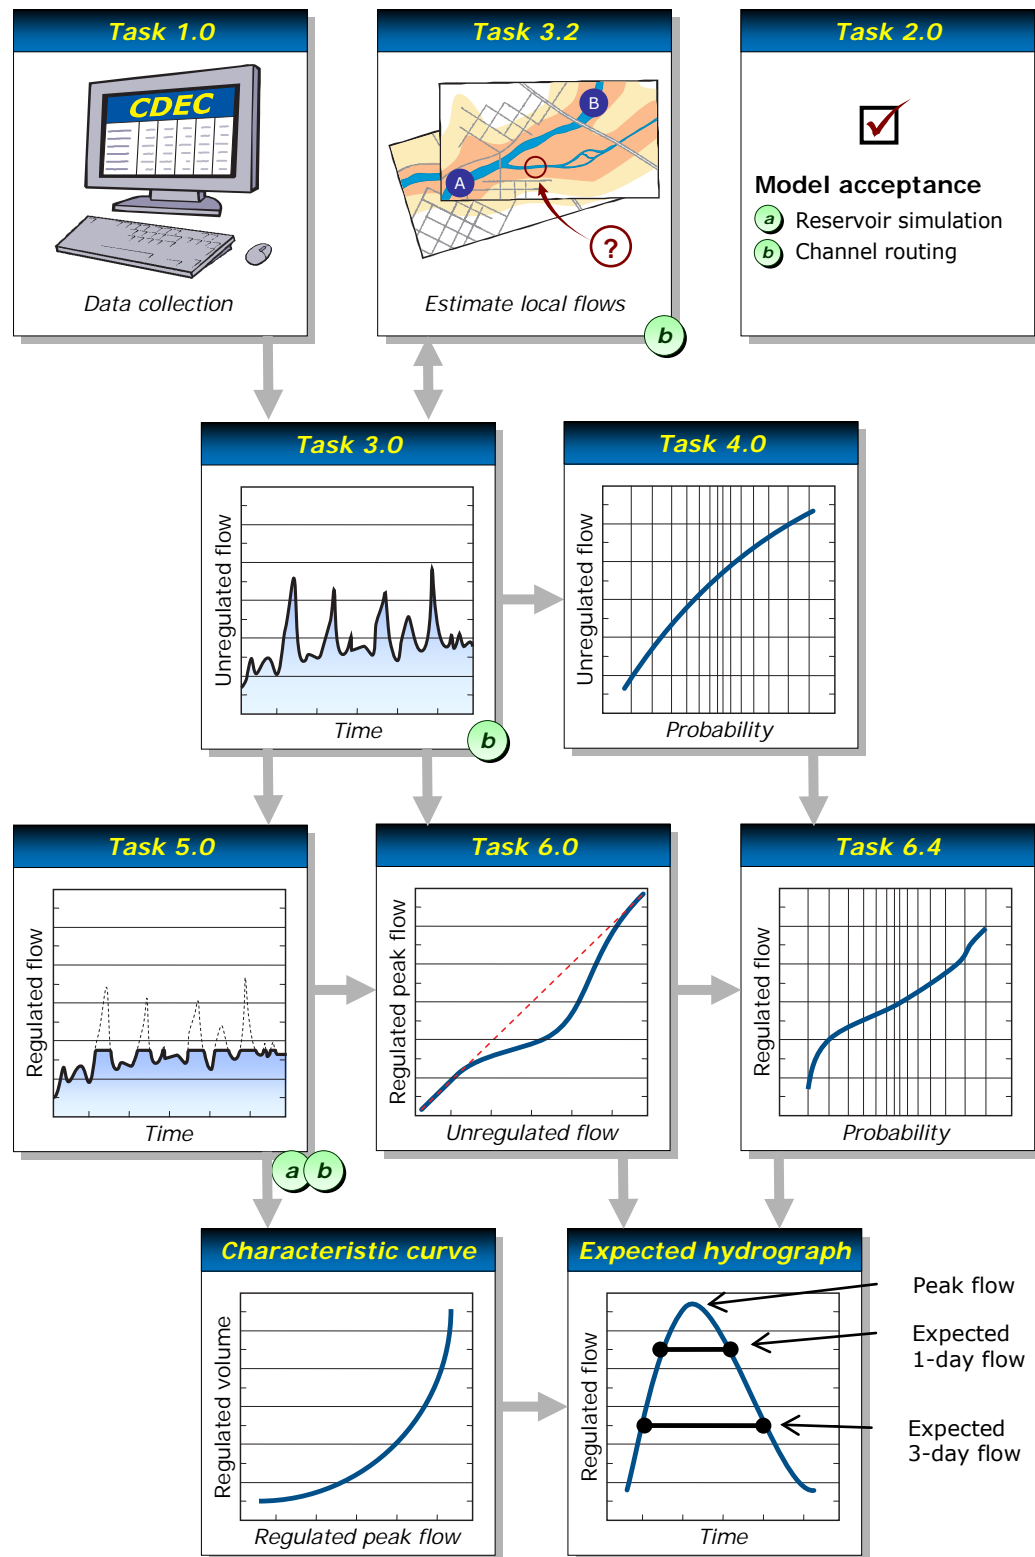 Task 1.0
CDEC
Data collection
Task 3.2
A
B
?
Estimate local flows
b
Task 2.0
Model acceptance
a Reservoir simulation
b Channel routing
Task 3.0
Unregulated flow
Time
b
Task 4.0
Unregulated flow
Probability
Task 5.0
Regulated flow
Time
a b
Task 6.0
Regulated peak flow
Unregulated flow
Task 6.4
Regulated flow
Probability
Characteristic curve
Regulated volume
Regulated peak flow
Expected hydrograph
Regulated flow
Time
Peak flow
Expected
1-day flow
Expected
3-day flow